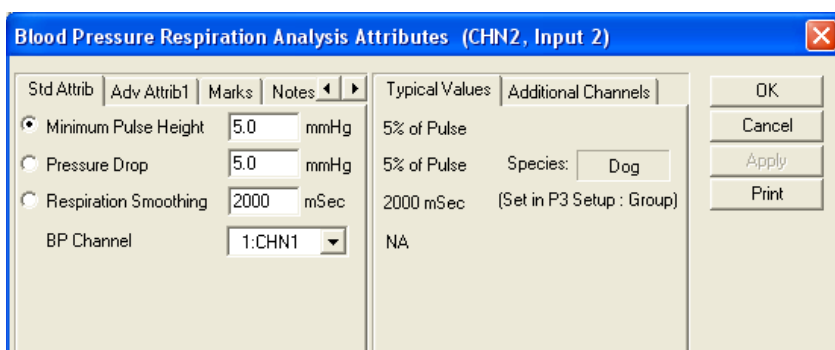 Blood Pressure Respiration Analysis Attributes (CHN2, Input 2)
Std Attrib Adv Attrib1 Marks Notes
Typical Values Additional Channels
OK
Minimum Pulse Height 5.0 mmHg 5% of Pulse
Cancel
Pressure Drop 5.0 mmHg 5% of Pulse Species: Dog
Apply
Respiration Smoothing 2000 mSec 2000 mSec (Set in P3 Setup : Group)
Print
BP Channel 1:CHN1 NA